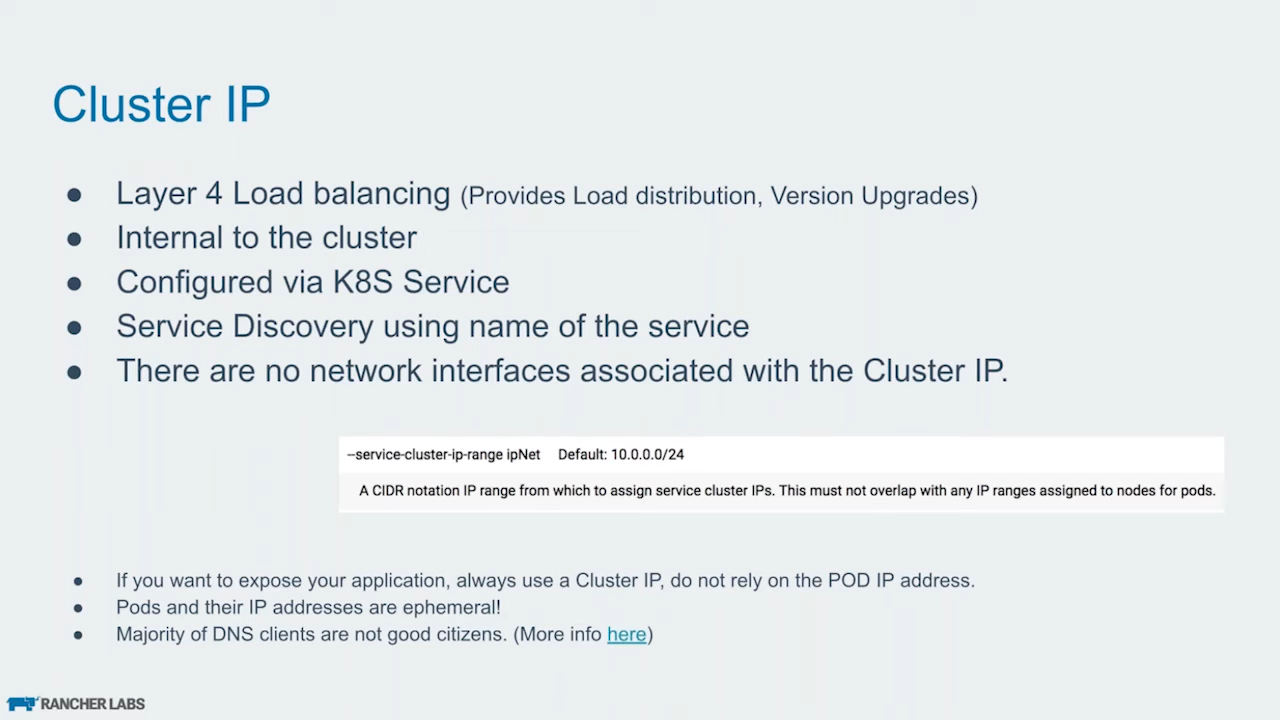 Cluster IP
● Layer 4 Load balancing (Provides Load distribution, Version Upgrades)
● Internal to the cluster
● Configured via K8S Service
● Service Discovery using name of the service
● There are no network interfaces associated with the Cluster IP.
--service-cluster-ip-range ipNet Default: 10.0.0.0/24
A CIDR notation IP range from which to assign service cluster IPs. This must not overlap with any IP ranges assigned to nodes for pods.
● If you want to expose your application, always use a Cluster IP, do not rely on the POD IP address.
● Pods and their IP addresses are ephemeral!
● Majority of DNS clients are not good citizens. (More info here)
RANCHER LABS